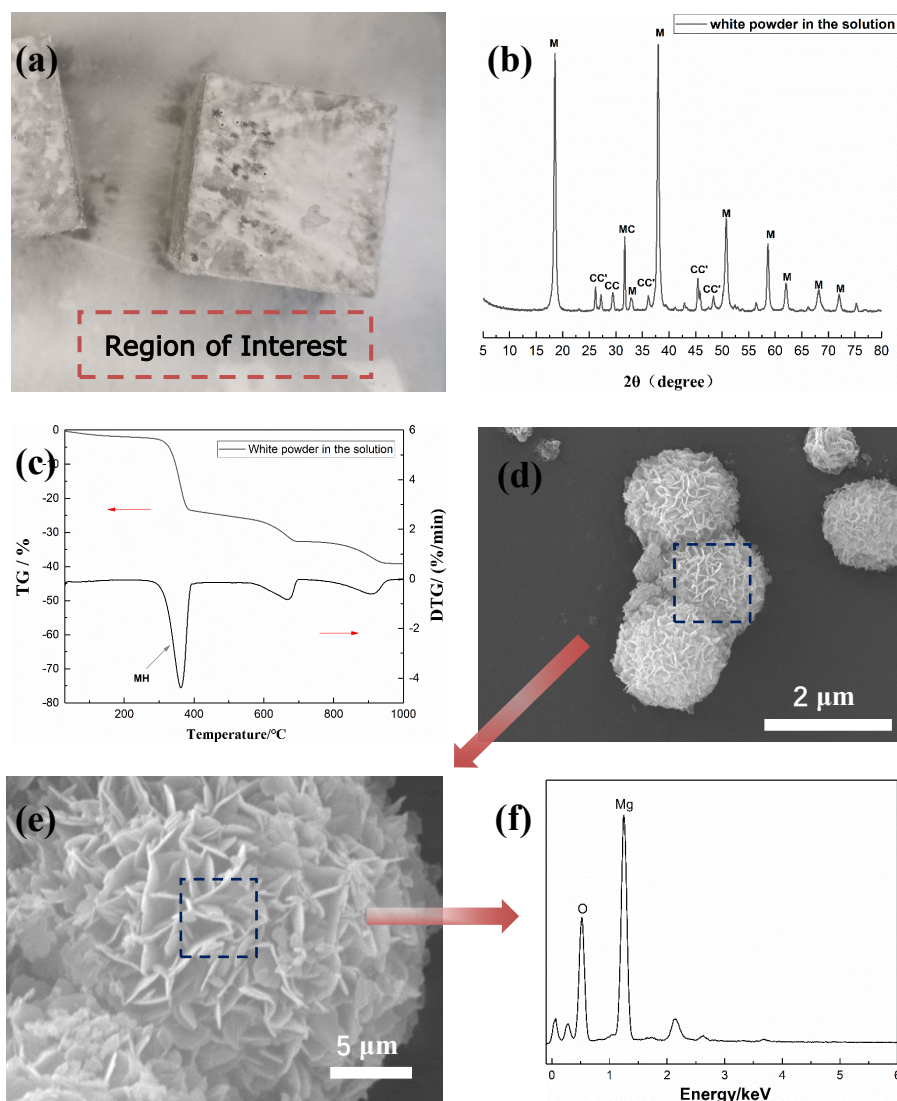 (a)
Region of Interest
(b)
white powder in the solution
M
M
MC
CC'
CC
M
CC'
CC'
CC'
M
M
M
M
M
5 10 15 20 25 30 35 40 45 50 55 60 65 70 75 80
2θ（degree）
(c)
White powder in the solution
0
-10
-20
-30
-40
-50
-60
-70
-80
TG / %
6
4
2
0
-2
-4
DTG/ (%/min)
MH
200 400 600 800 1000
Temperature/°C
(d)
2 μm
(e)
5 μm
(f)
Mg
O
0 1 2 3 4 5 6
Energy/keV